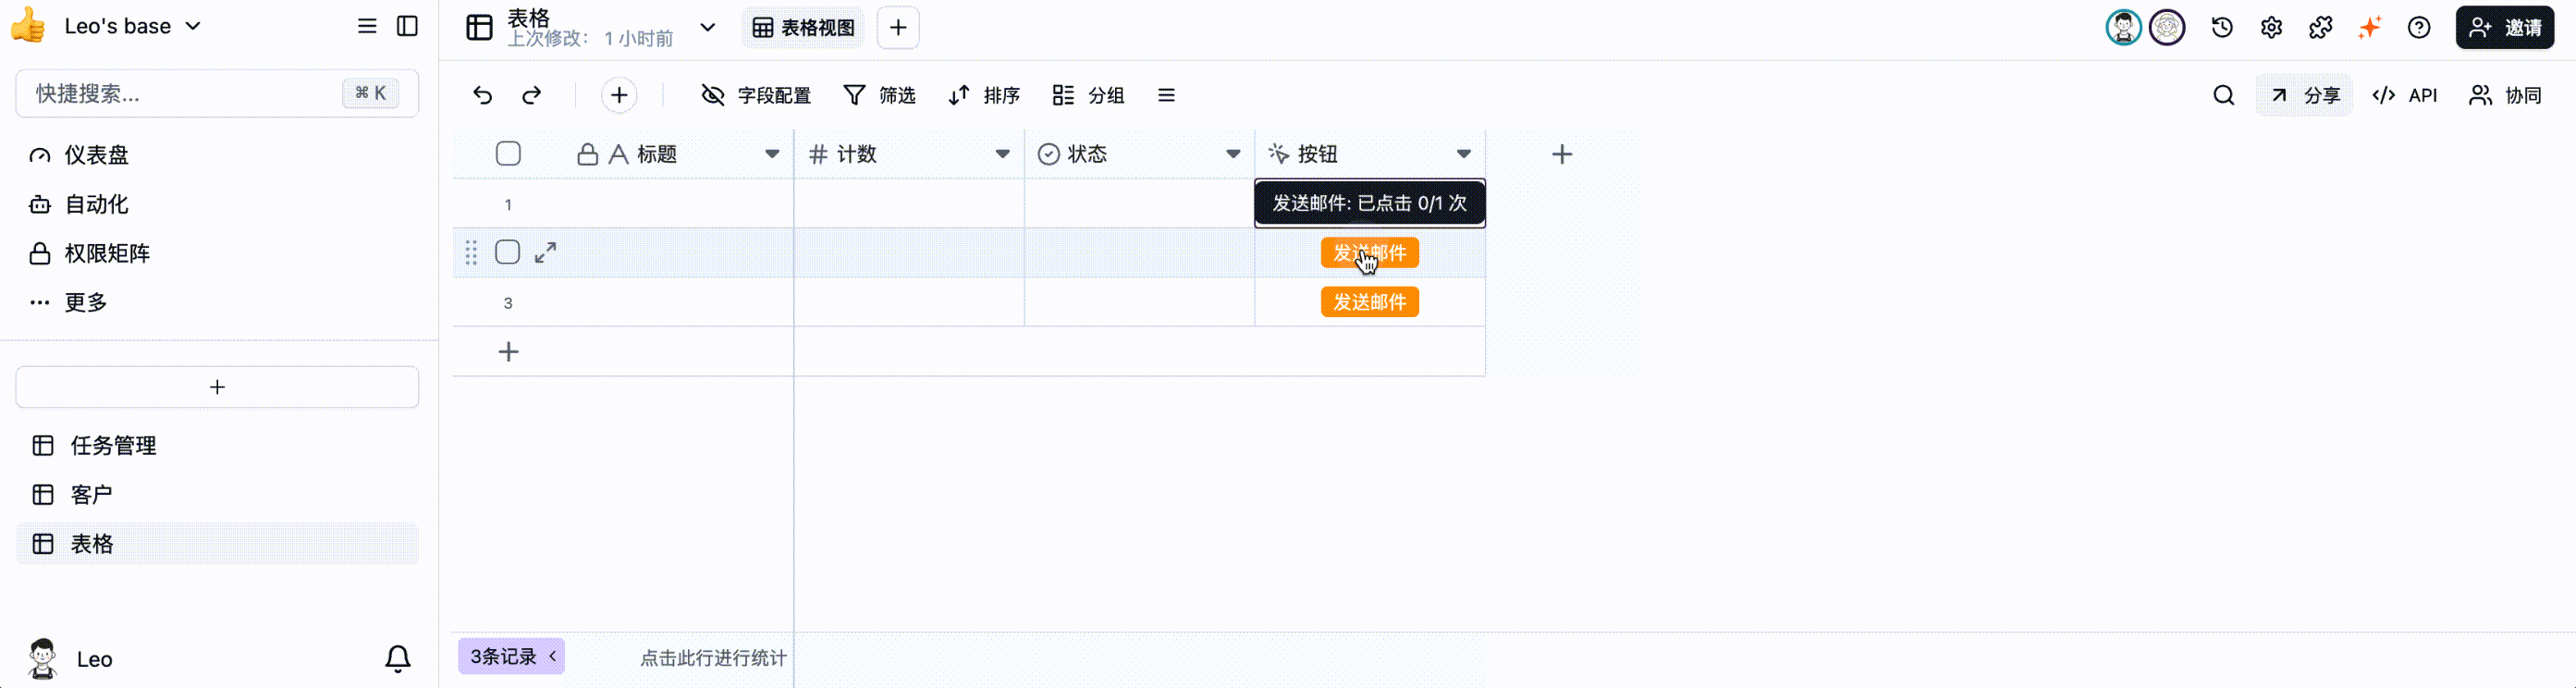 Leo's base
快捷搜索...
⌘ K
仪表盘
自动化
权限矩阵
更多
任务管理
客户
表格
Leo
表格
上次修改： 1 小时前
表格视图
邀请
字段配置
筛选
排序
分组
分享
API
协同
标题
计数
状态
按钮
1
发送邮件: 已点击 0/1 次
发送邮件
3
发送邮件
3条记录
点击此行进行统计